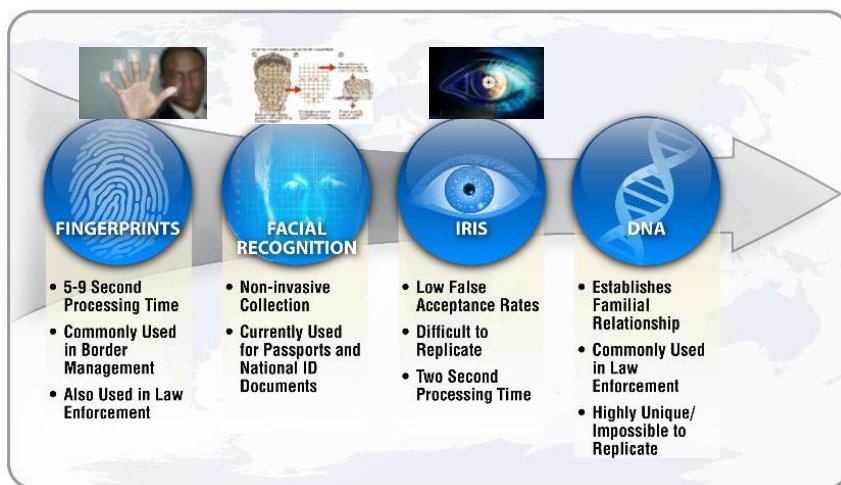 FINGERPRINTS
• 5-9 Second
Processing Time
• Commonly Used
in Border
Management
• Also Used in Law
Enforcement
FACIAL
RECOGNITION
• Non-invasive
Collection
• Currently Used
for Passports and
National ID
Documents
IRIS
• Low False
Acceptance Rates
• Difficult to
Replicate
• Two Second
Processing Time
DNA
• Establishes
Familial
Relationship
• Commonly Used
in Law
Enforcement
• Highly Unique/
Impossible to
Replicate